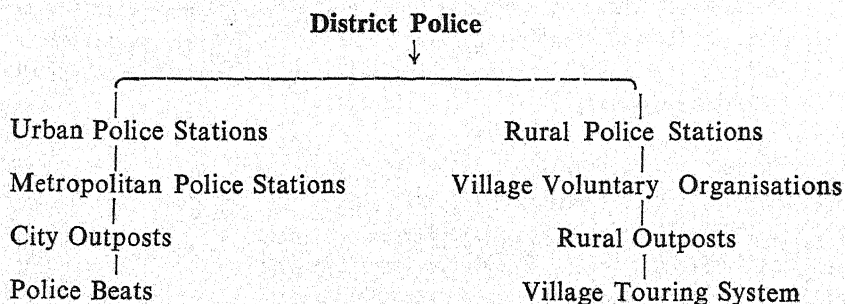 District Police
Urban Police Stations
Metropolitan Police Stations
City Outposts
Police Beats
Rural Police Stations
Village Voluntary Organisations
Rural Outposts
Village Touring System